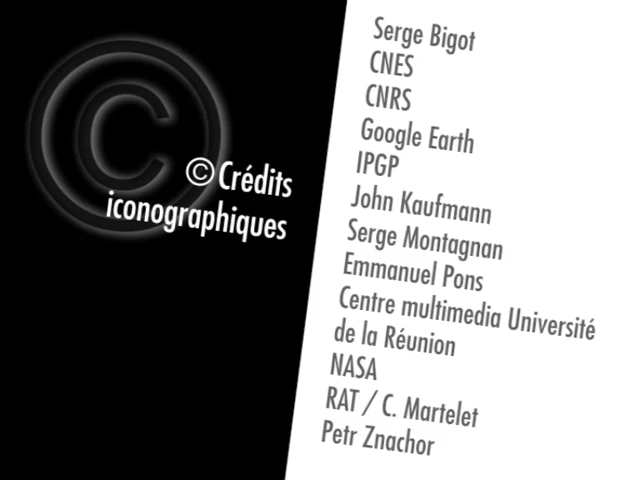 © Crédits
iconographiques
Serge Bigot
CNES
CNRS
Google Earth
IPGP
John Kaufmann
Serge Montagnan
Emmanuel Pons
Centre multimedia Université
de la Réunion
NASA
RAT / C. Martelet
Petr Znachor